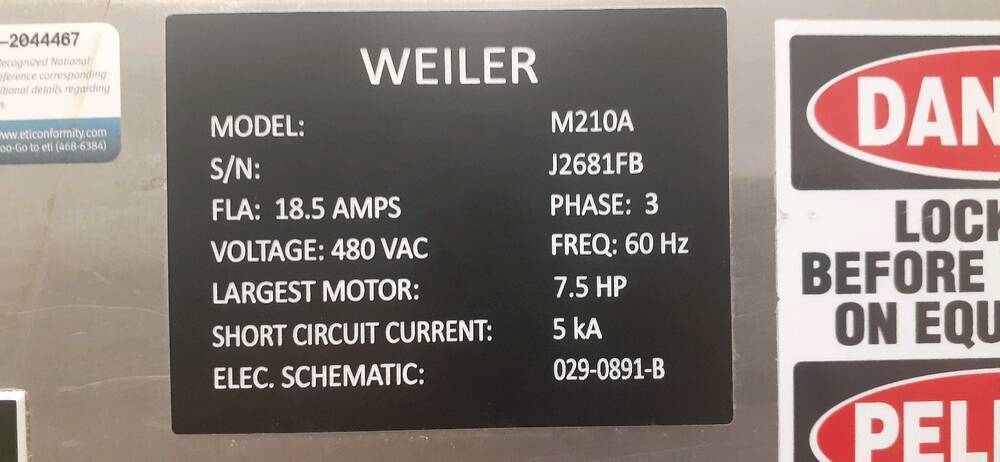 -2044467
Recognized National
reference corresponding
itional details regarding
www.eticonformity.com
oo-Go to eti (468-6384)
WEILER
MODEL: M210A
S/N: J2681FB
FLA: 18.5 AMPS PHASE: 3
VOLTAGE: 480 VAC FREQ: 60 Hz
LARGEST MOTOR: 7.5 HP
SHORT CIRCUIT CURRENT: 5 kA
ELEC. SCHEMATIC: 029-0891-B
DAN
LOCK
BEFORE
ON EQU
PEL